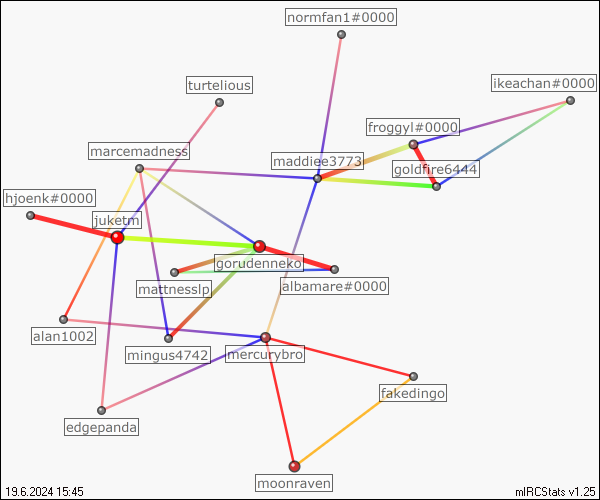 normfan1#0000
turtelious
ikeachan#0000
froggyl#0000
marcemadness
maddiee3773
goldfire6444
hjoenk#0000
juketm
gorudenneko
mattnesslp
albamare#0000
alan1002
mingus4742
mercurybro
fakedingo
edgepanda
moonraven
19.6.2024 15:45
mIRCStats v1.25